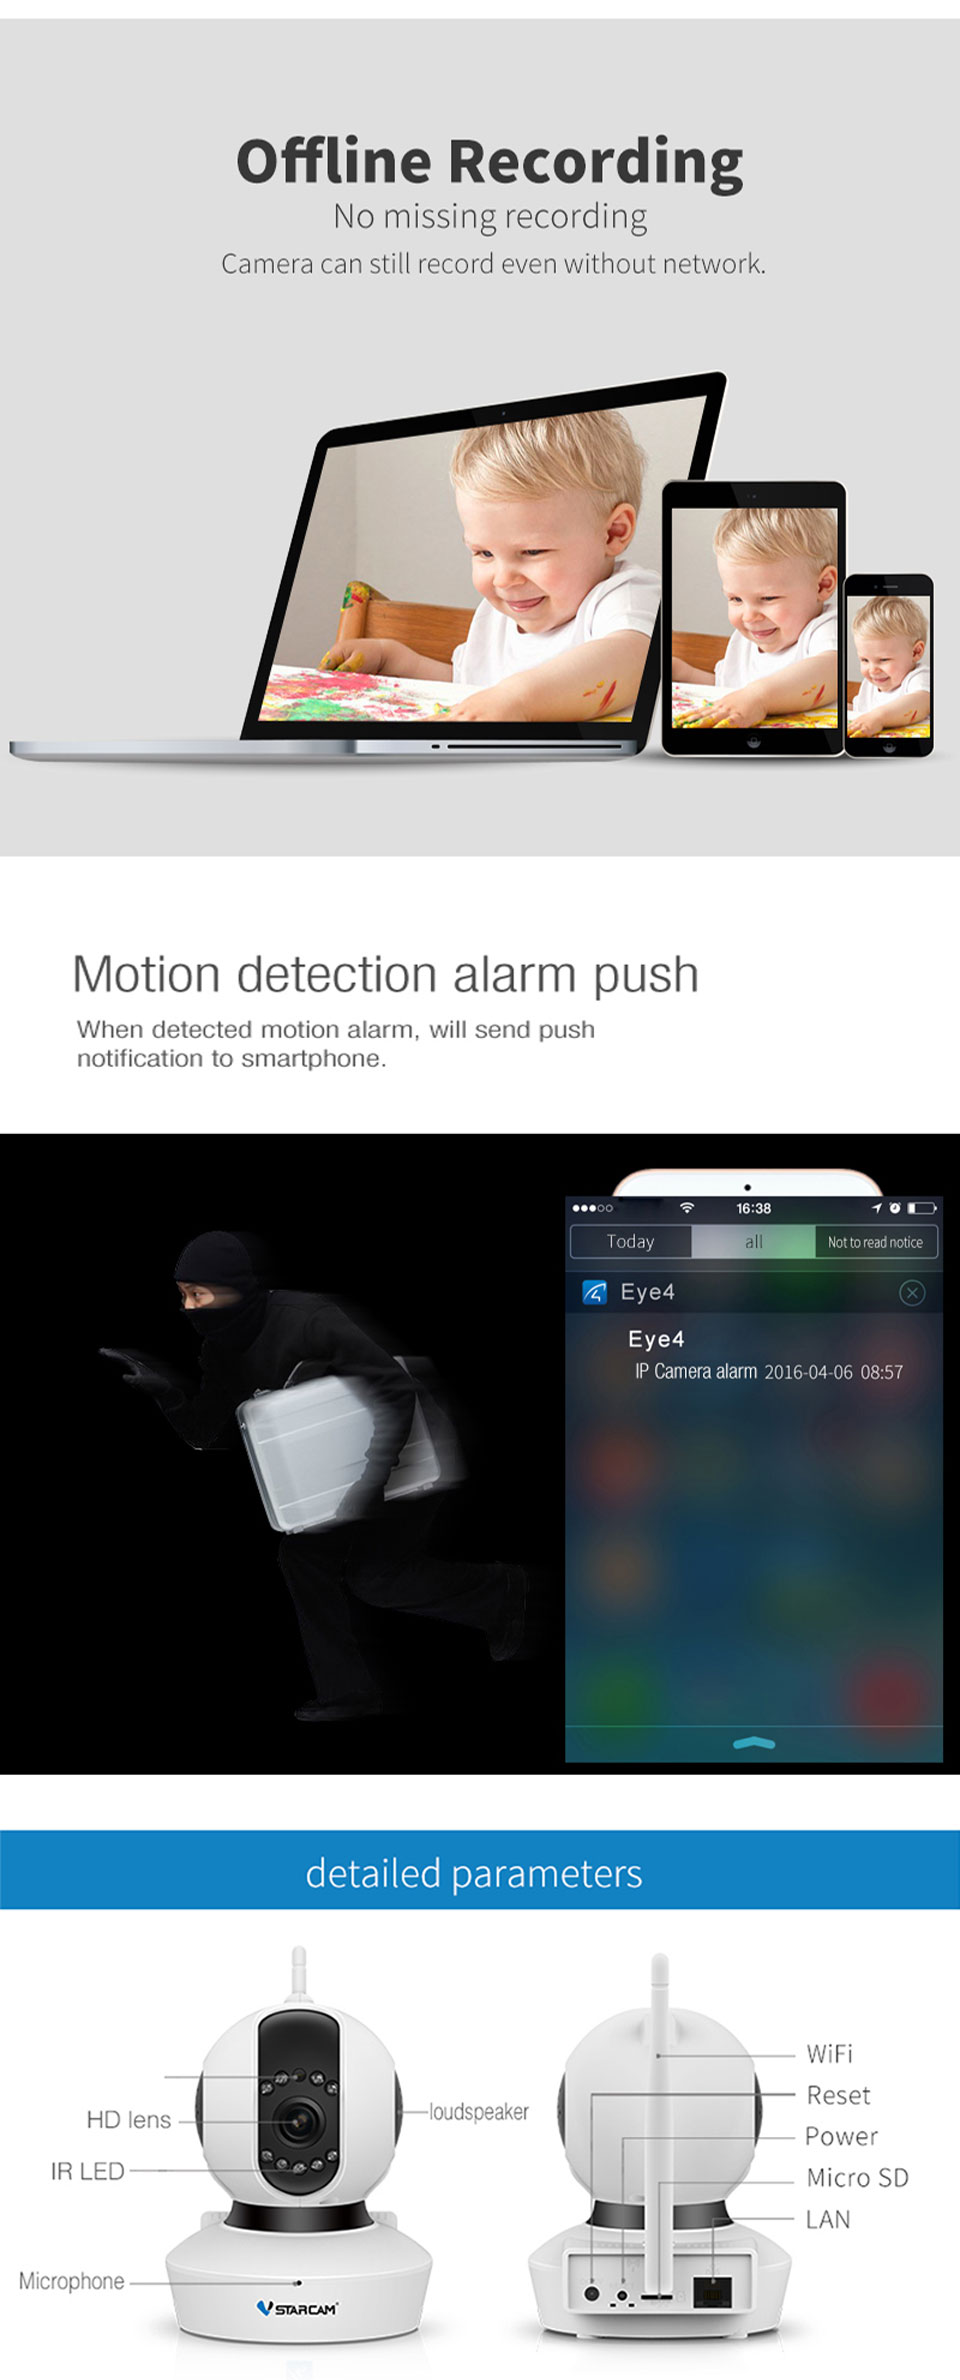 Offline Recording
No missing recording
Camera can still record even without network.
Motion detection alarm push
When detected motion alarm, will send push
notification to smartphone.
16:38
Today all Not to read notice
Eye4
Eye4
IP Camera alarm 2016-04-06 08:57
detailed parameters
HD lens
IR LED
Microphone
loudspeaker
VSTARCAM
WiFi
Reset
Power
Micro SD
LAN